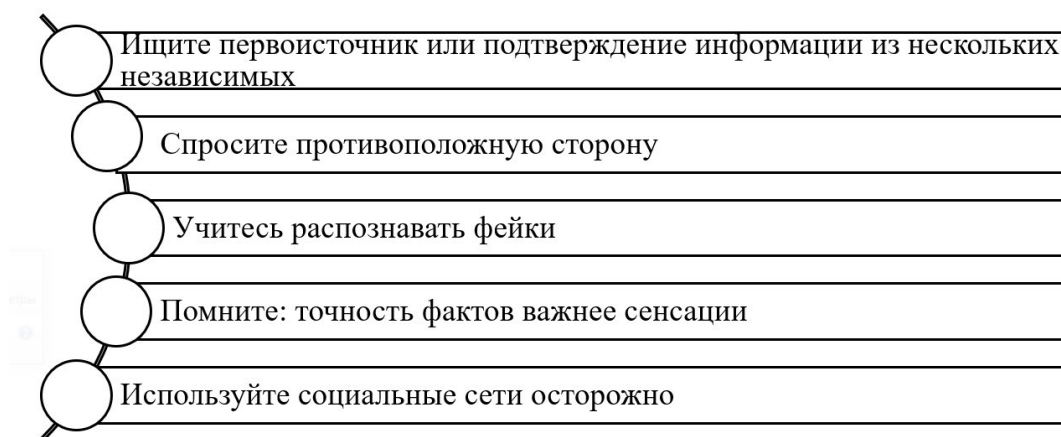 Ищите первоисточник или подтверждение информации из нескольких
независимых
Спросите противоположную сторону
Учитесь распознавать фейки
Помните: точность фактов важнее сенсации
Используйте социальные сети осторожно